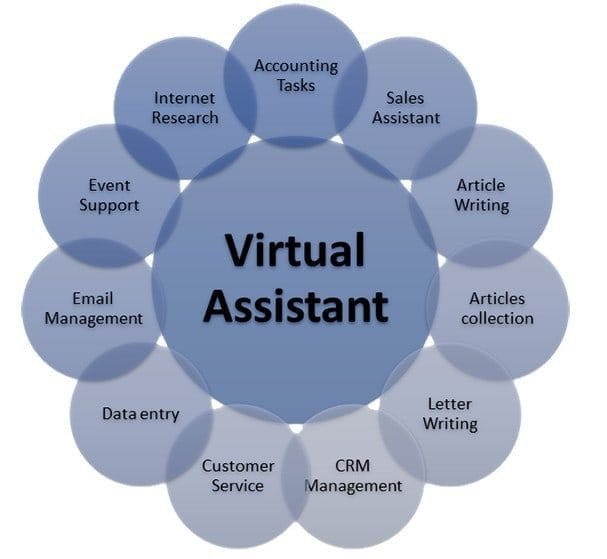 Accounting
Tasks
Sales
Assistant
Article
Writing
Articles
collection
Letter
Writing
CRM
Management
Customer
Service
Data entry
Email
Management
Event
Support
Internet
Research
Virtual
Assistant